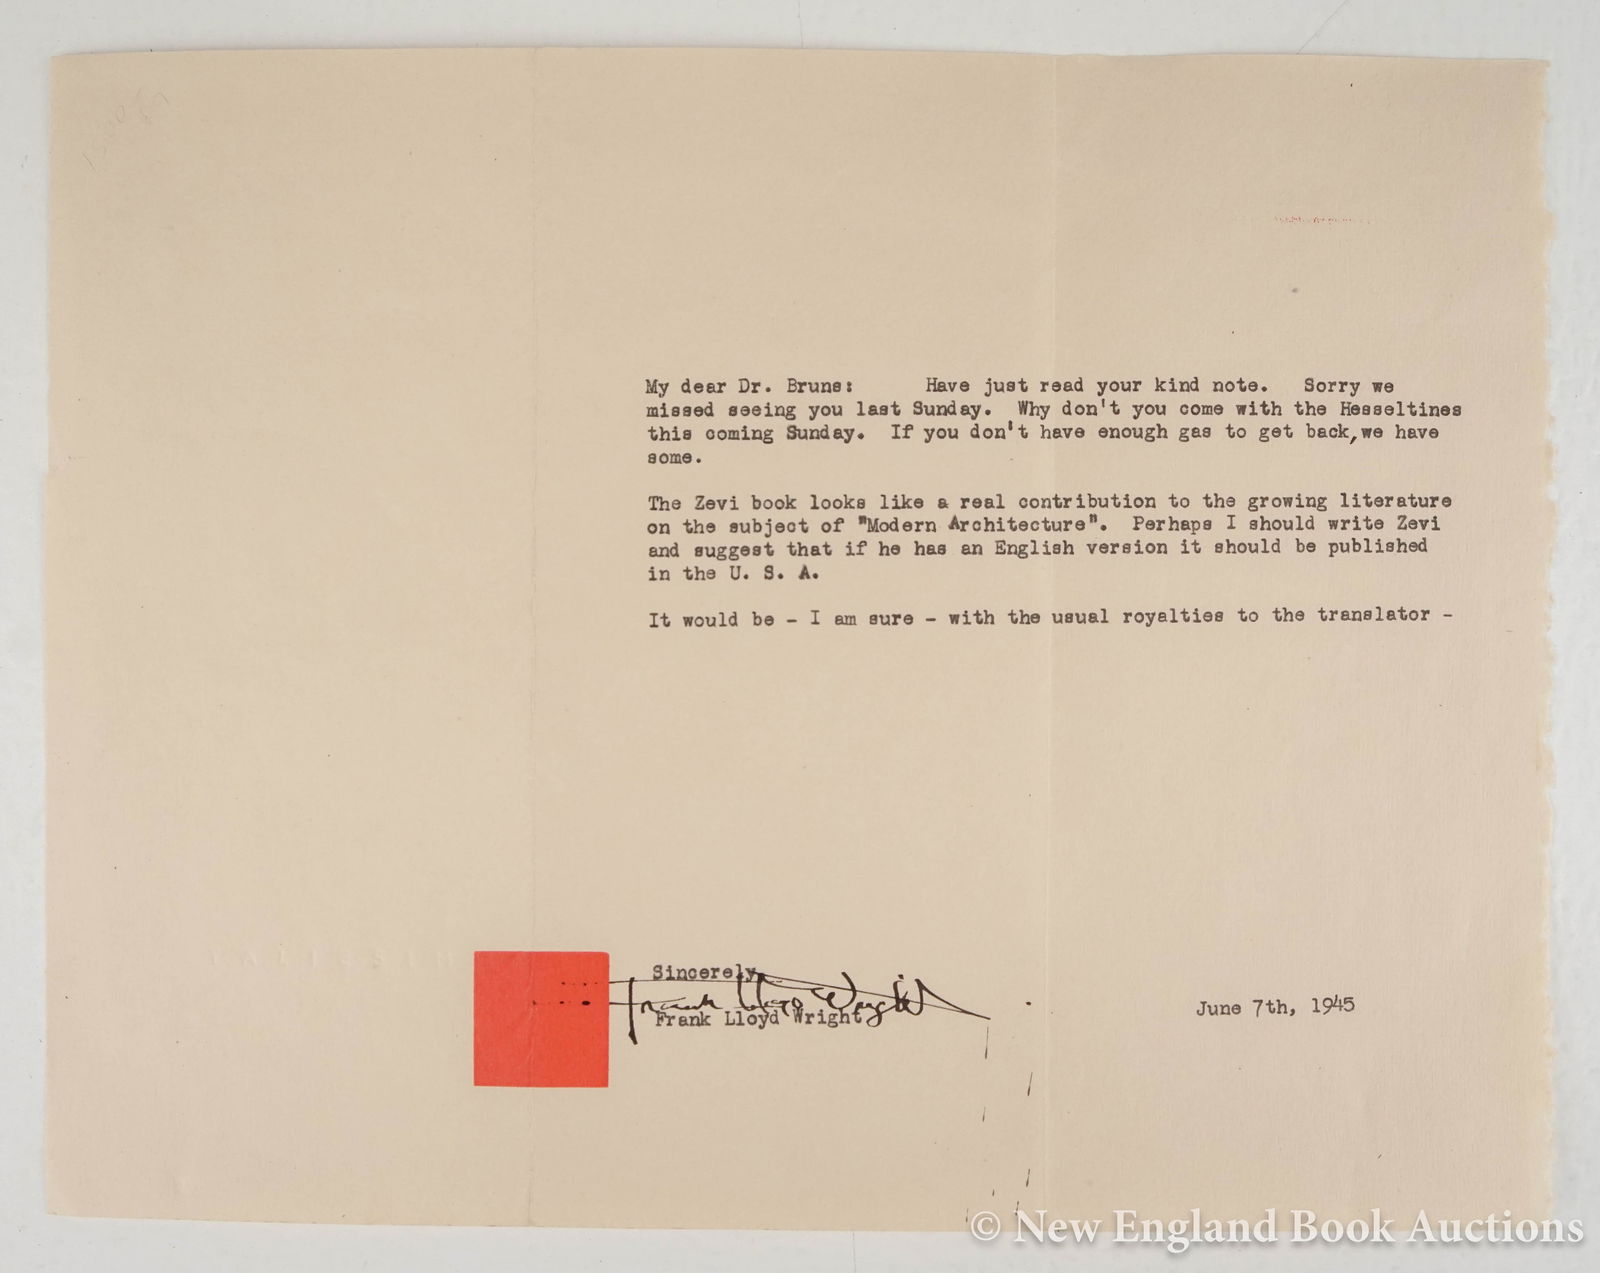 My dear Dr. Bruns: Have just read your kind note. Sorry we
missed seeing you last Sunday. Why don't you come with the Hesseltines
this coming Sunday. If you don't have enough gas to get back,we have
some.
The Zevi book looks like a real contribution to the growing literature
on the subject of "Modern Architecture". Perhaps I should write Zevi
and suggest that if he has an English version it should be published
in the U. S. A.
It would be - I am sure - with the usual royalties to the translator -
Sincerely,
Frank Lloyd Wright
Frank Lloyd Wright
June 7th, 1945
© New England Book Auctions